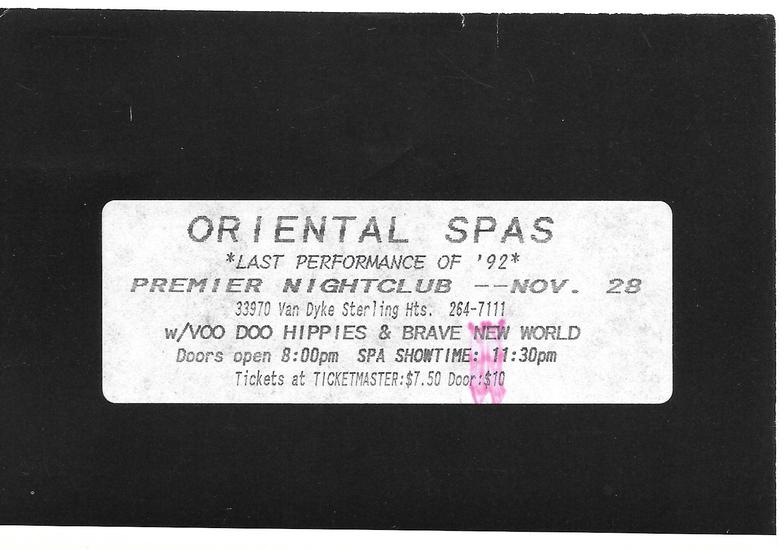 ORIENTAL SPAS
*LAST PERFORMANCE OF '92*
PREMIER NIGHTCLUB --NOV. 28
33970 Van Dyke Sterling Hts. 264-7111
w/VOO DOO HIPPIES & BRAVE NEW WORLD
Doors open 8:00pm SPA SHOWTIME: 11:30pm
Tickets at TICKETMASTER:$7.50 Door:$10